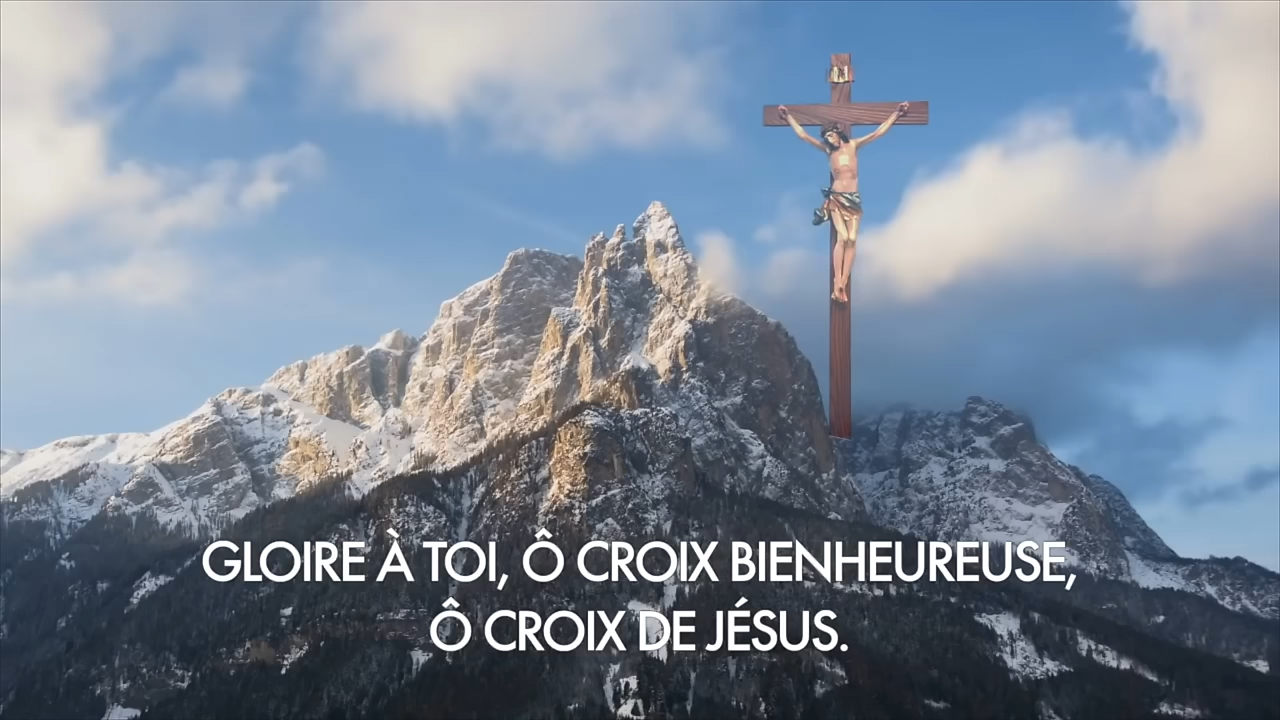 GLOIRE À TOI, Ô CROIX BIENHEUREUSE,
Ô CROIX DE JÉSUS.